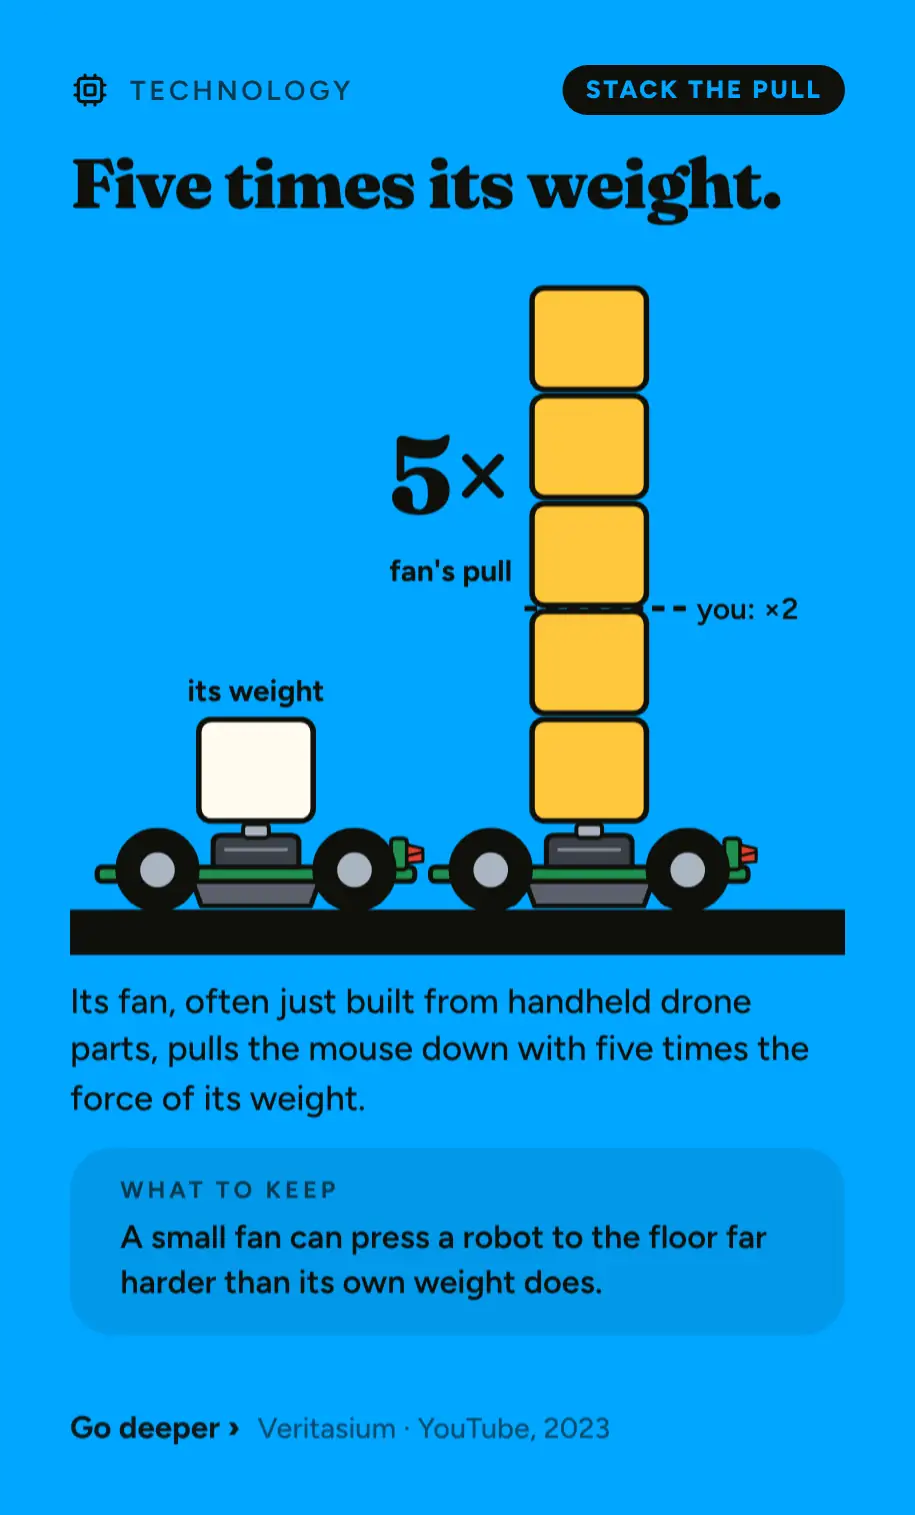 TECHNOLOGY
STACK THE PULL
Five times its weight.
5×
fan's pull
you: ×2
its weight
Its fan, often just built from handheld drone
parts, pulls the mouse down with five times the
force of its weight.
WHAT TO KEEP
A small fan can press a robot to the floor far
harder than its own weight does.
Go deeper › Veritasium · YouTube, 2023